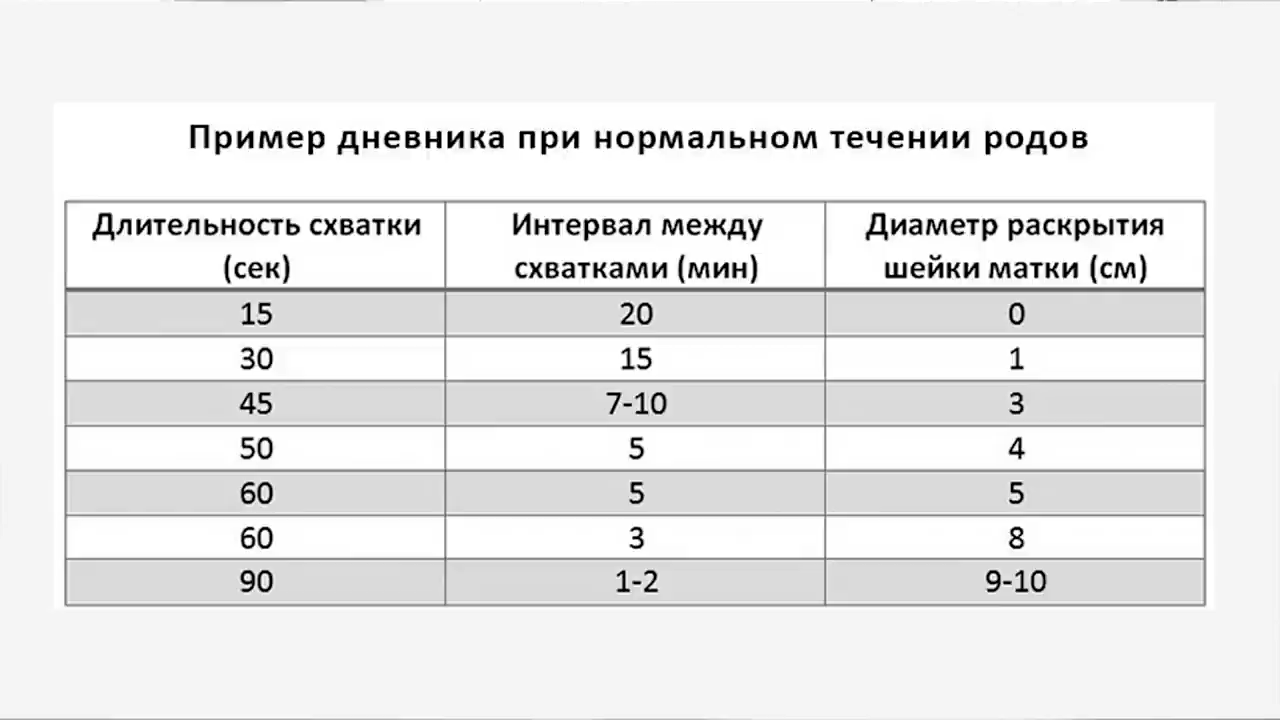 Пример дневника при нормальном течении родов
Длительность схватки (сек) Интервал между схватками (мин) Диаметр раскрытия шейки матки (см)
15 20 0
30 15 1
45 7-10 3
50 5 4
60 5 5
60 3 8
90 1-2 9-10